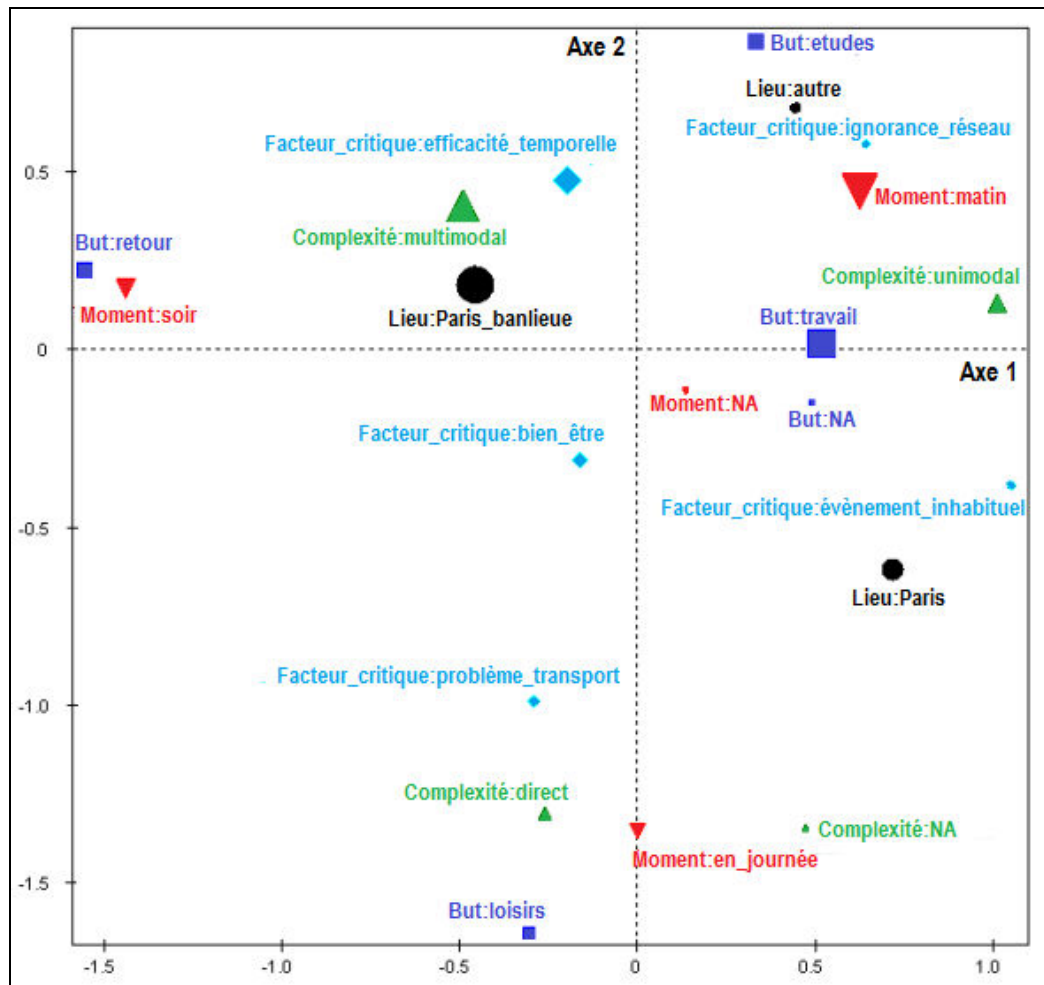 Axe 2
But:etudes
Lieu:autre
Facteur_critique:ignorance_réseau
Facteur_critique:efficacité_temporelle
0.5
Moment:matin
Complexité:multimodal
But:retour
Complexité:unimodal
Moment:soir
Lieu:Paris_banlieue
But:travail
0
Axe 1
Moment:NA
But:NA
Facteur_critique:bien_être
-0.5
Facteur_critique:évènement_inhabituel
Lieu:Paris
Facteur_critique:problème_transport
-1.0
Complexité:direct
Complexité:NA
Moment:en_journée
-1.5
But:loisirs
-1.5 -1.0 -0.5 0 0.5 1.0